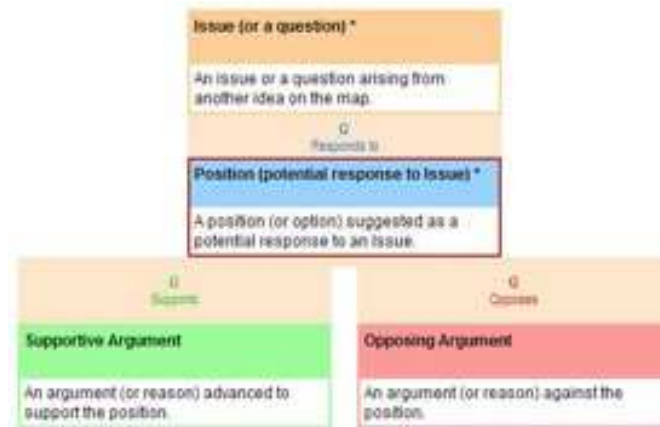 Issue (or a question) *
An issue or a question arising from
another idea on the map.
Responds to
Position (potential response to Issue) *
A position (or option) suggested as a
potential response to an Issue.
Supports
Opposes
Supportive Argument
Opposing Argument
An argument (or reason) advanced to
support the position.
An argument (or reason) against the
position.